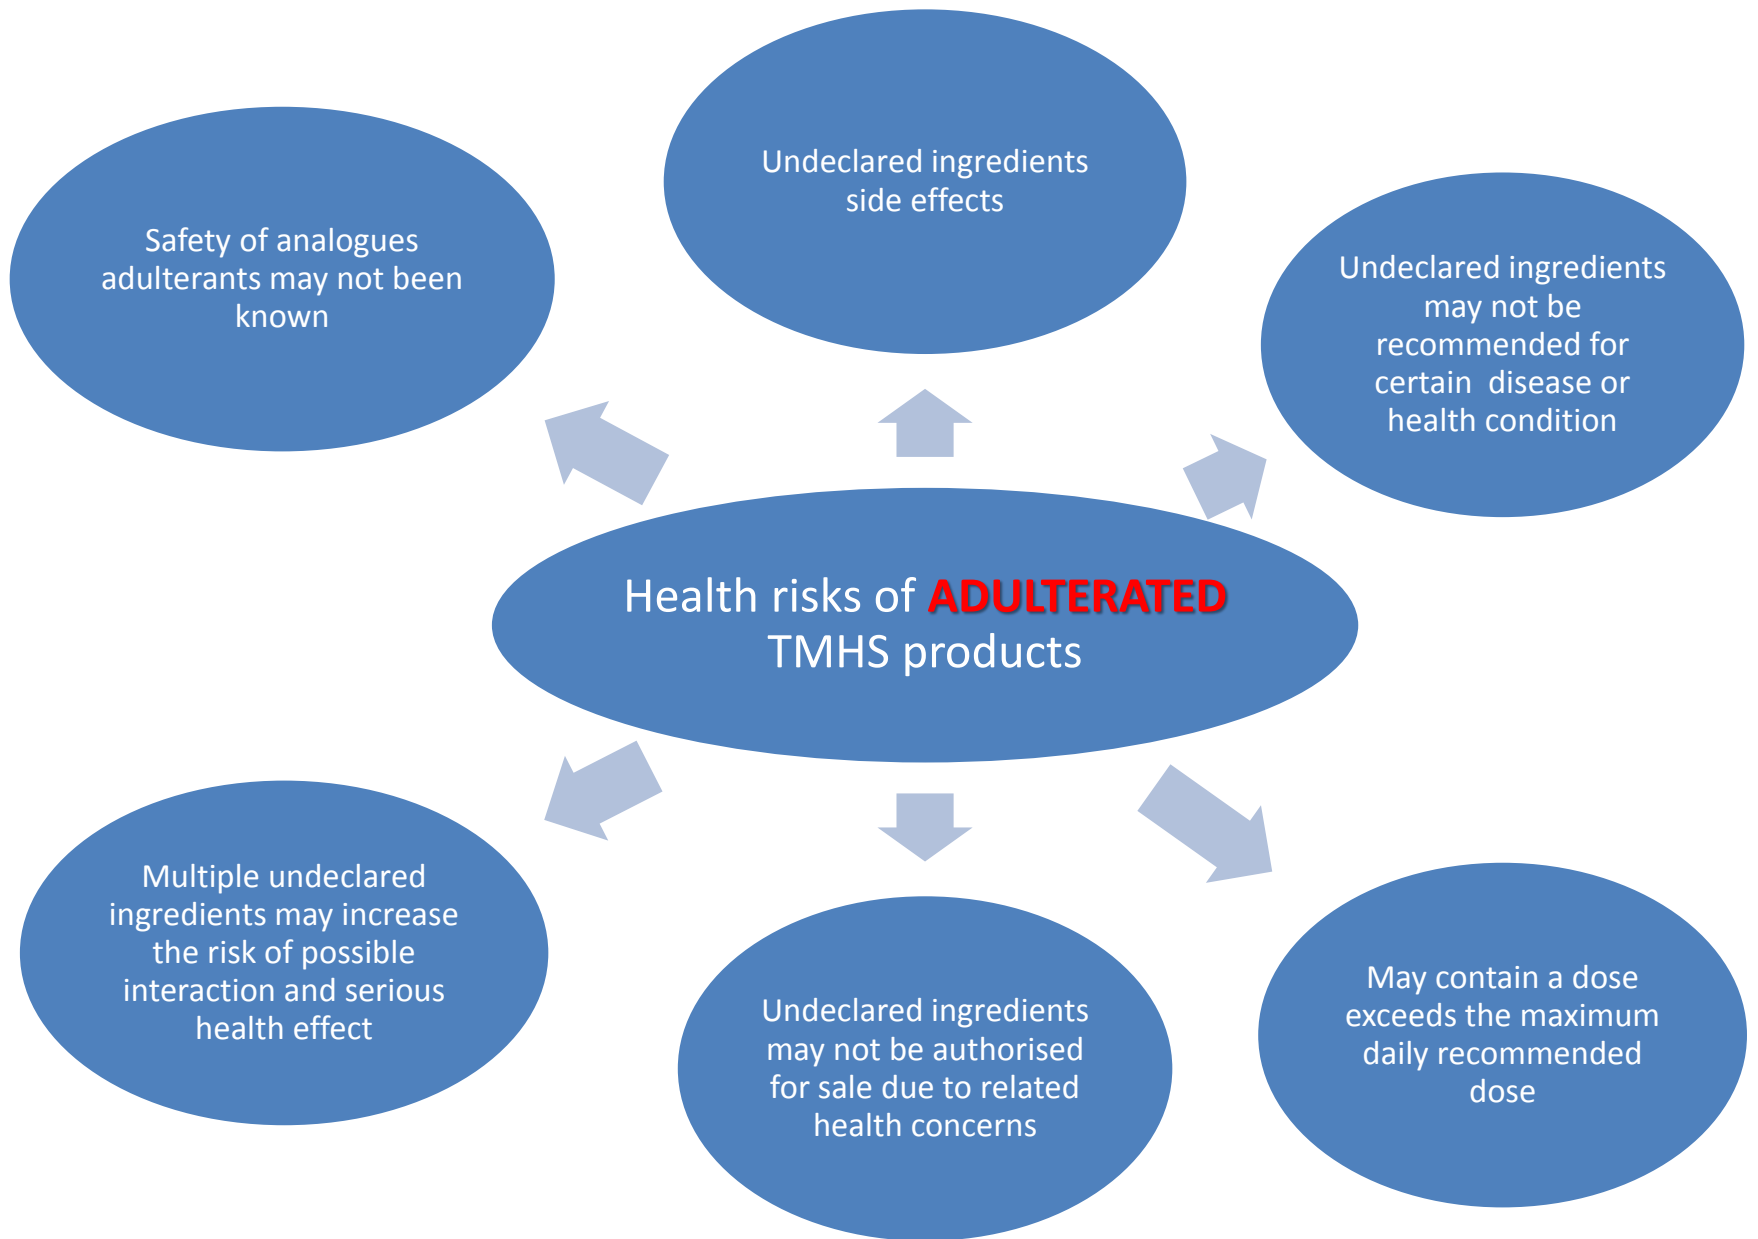 Undeclared ingredients
side effects
Safety of analogues
adulterants may not been
known
Undeclared ingredients
may not be
recommended for
certain  disease or
health condition
Health risks of ADULTERATED
TMHS products
Multiple undeclared
ingredients may increase
the risk of possible
interaction and serious
health effect
Undeclared ingredients
may not be authorised
for sale due to related
health concerns
May contain a dose
exceeds the maximum
daily recommended
dose